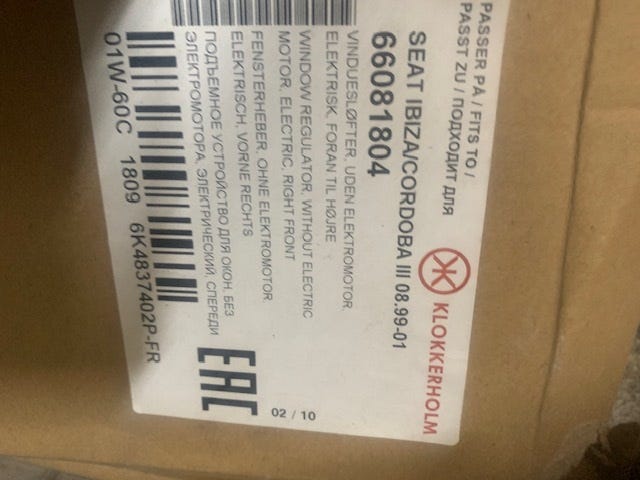 PASSER PÅ / FITS TO /
PASST ZU / ПОДХОДИТ ДЛЯ
KLOKKERHOLM
SEAT IBIZA/CORDOBA III 08.99-01
66081804
VINDUESLØFTER, UDEN ELEKTROMOTOR.
ELEKTRISK, FORAN TIL HØJRE
WINDOW REGULATOR, WITHOUT ELECTRIC
MOTOR. ELECTRIC, RIGHT FRONT
FENSTERHEBER, OHNE ELEKTROMOTOR.
ELEKTRISCH, VORNE RECHTS
ПОДЪЕМНОЕ УСТРОЙСТВО ДЛЯ ОКОН, БЕЗ
ЭЛЕКТРОМОТОРА, ЭЛЕКТРИЧЕСКИЙ, СПЕРЕДИ
EAC
02 / 10
01W-60C 1809 6K4837402P-FR